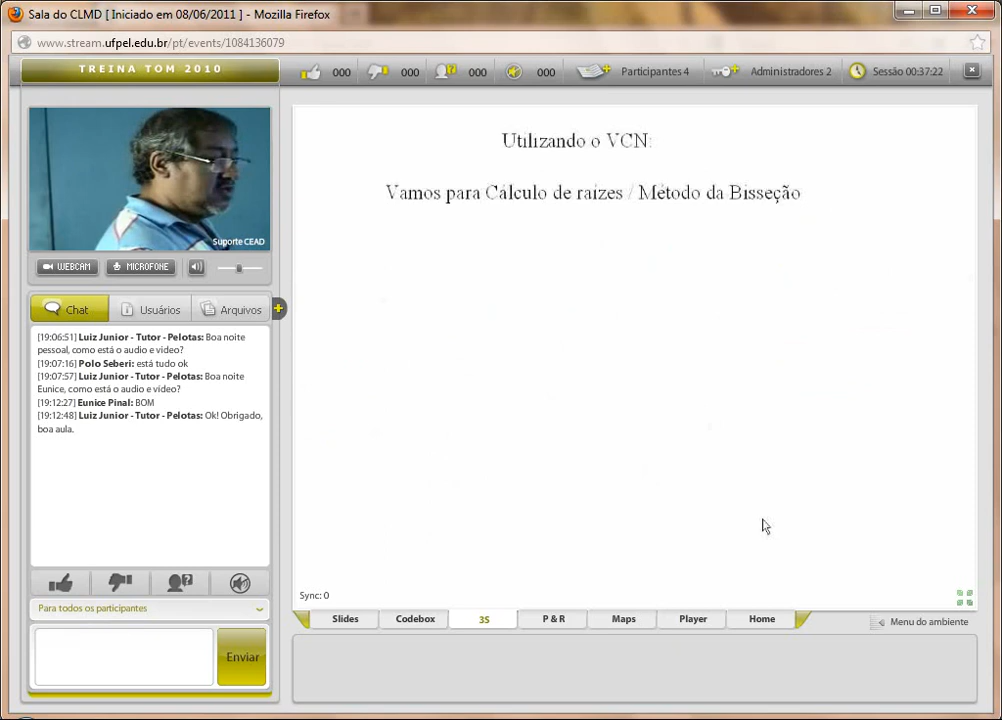 Sala do CLMD [ Iniciado em 08/06/2011 ] - Mozilla Firefox
www.stream.ufpel.edu.br/pt/events/1084136079
TREINA TOM 2010
000
000
000
000
Participantes 4
Administradores 2
Sessão 00:37:22
Suporte CEAD
WEBCAM
MICROFONE
Chat
Usuários
Arquivos
[19:06:51] Luiz Junior - Tutor - Pelotas: Boa noite
pessoal, como está o audio e video?
[19:07:16] Polo Seberi: está tudo ok
[19:07:57] Luiz Junior - Tutor - Pelotas: Boa noite
Eunice, como está o audio e vídeo?
[19:12:27] Eunice Pinal: BOM
[19:12:48] Luiz Junior - Tutor - Pelotas: Ok! Obrigado,
boa aula.
Para todos os participantes
Enviar
Utilizando o VCN:
Vamos para Cálculo de raízes / Método da Bisseção
Sync: 0
Slides
Codebox
3S
P & R
Maps
Player
Home
Menu do ambiente